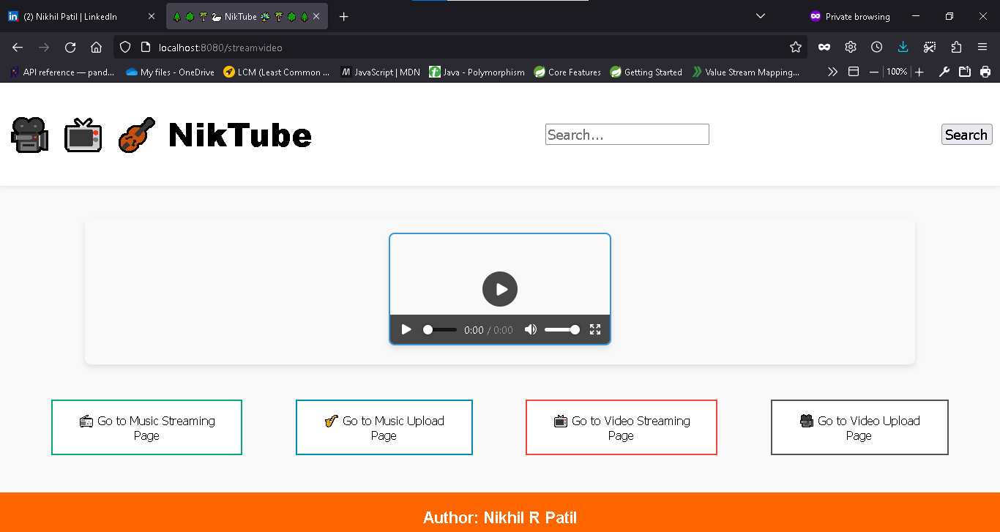 (2) Nikhil Patil | LinkedIn
NikTube
Private browsing
localhost:8080/streamvideo
API reference — pand...
My files - OneDrive
LCM (Least Common ...
JavaScript | MDN
Java - Polymorphism
Core Features
Getting Started
Value Stream Mapping...
100%
NikTube
Search...
Search
0:00 / 0:00
Go to Music Streaming
Page
Go to Music Upload
Page
Go to Video Streaming
Page
Go to Video Upload
Page
Author: Nikhil R Patil